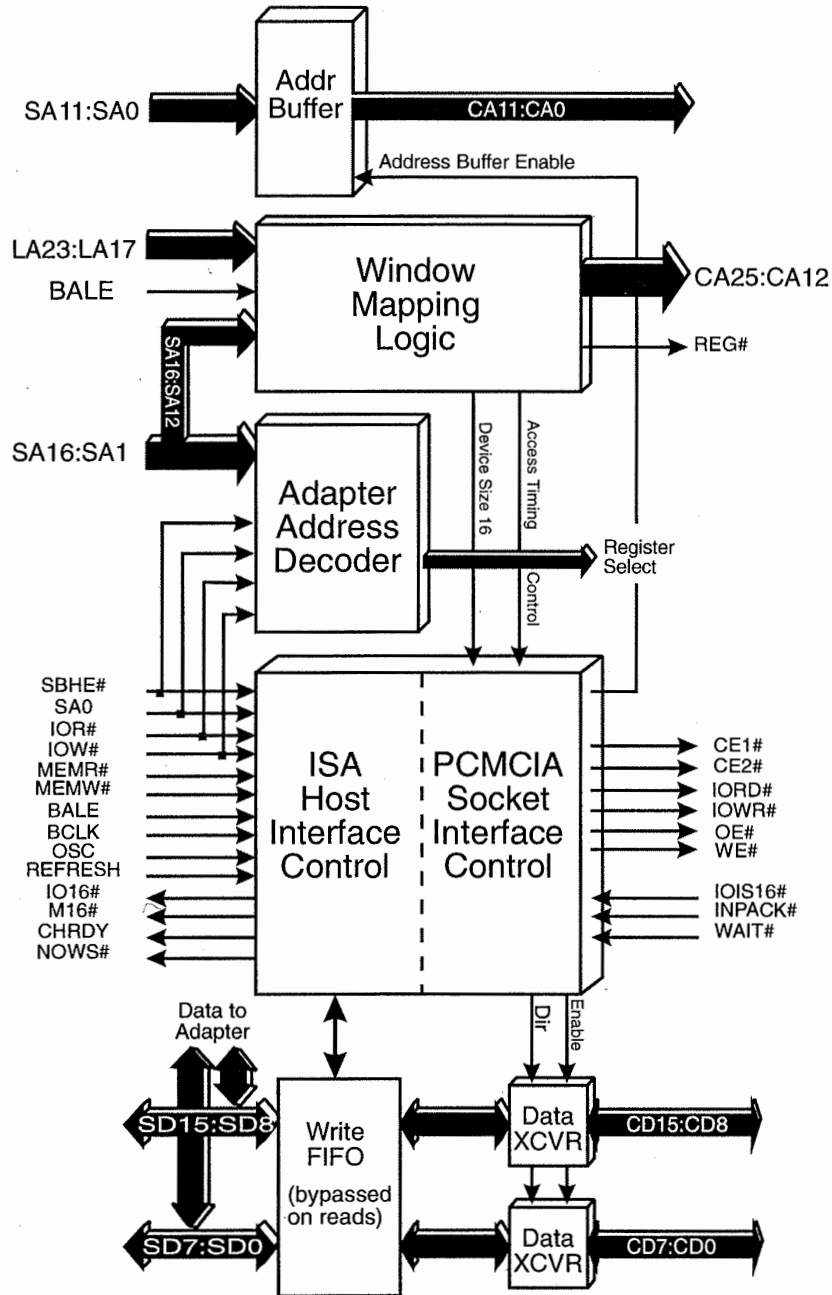 Addr
Buffer
SA11:SA0
CA11:CA0
Address Buffer Enable
LA23:LA17
BALE
Window
Mapping
Logic
CA25:CA12
REG#
SA16:SA12
SA16:SA1
Device Size 16
Access Timing
Control
Adapter
Address
Decoder
Register
Select
SBHE#
SA0
IOR#
IOW#
MEMR#
MEMW#
BALE
BCLK
OSC
REFRESH
IO16#
M16#
CHRDY
NOWS#
ISA
Host
Interface
Control
PCMCIA
Socket
Interface
Control
CE1#
CE2#
IORD#
IOWR#
OE#
WE#
IOIS16#
INPACK#
WAIT#
Data to
Adapter
Dir
Enable
SD15:SD8
Write
FIFO
(bypassed
on reads)
Data
XCVR
CD15:CD8
SD7:SD0
Data
XCVR
CD7:CD0